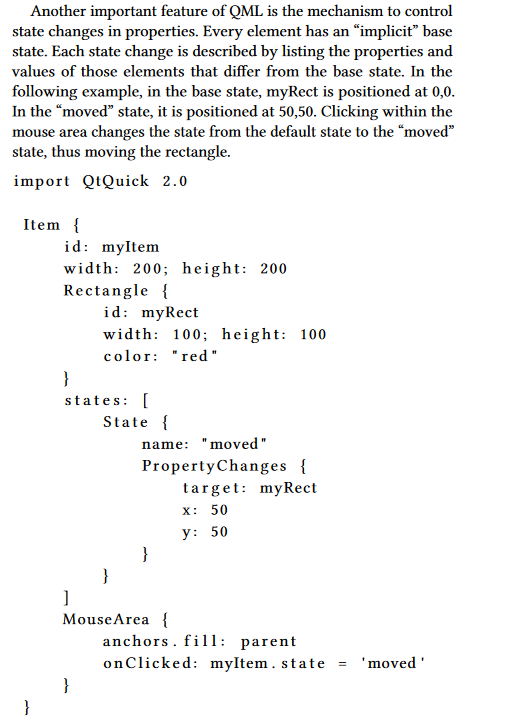 Another important feature of QML is the mechanism to control
state changes in properties. Every element has an “implicit” base
state. Each state change is described by listing the properties and
values of those elements that differ from the base state. In the
following example, in the base state, myRect is positioned at 0,0.
In the “moved” state, it is positioned at 50,50. Clicking within the
mouse area changes the state from the default state to the “moved”
state, thus moving the rectangle.
import QtQuick 2.0
Item {
id: myItem
width: 200; height: 200
Rectangle {
id: myRect
width: 100; height: 100
color: "red"
}
states: [
State {
name: "moved"
PropertyChanges {
target: myRect
x: 50
y: 50
}
}
]
MouseArea {
anchors.fill: parent
onClicked: myItem.state = 'moved'
}
}